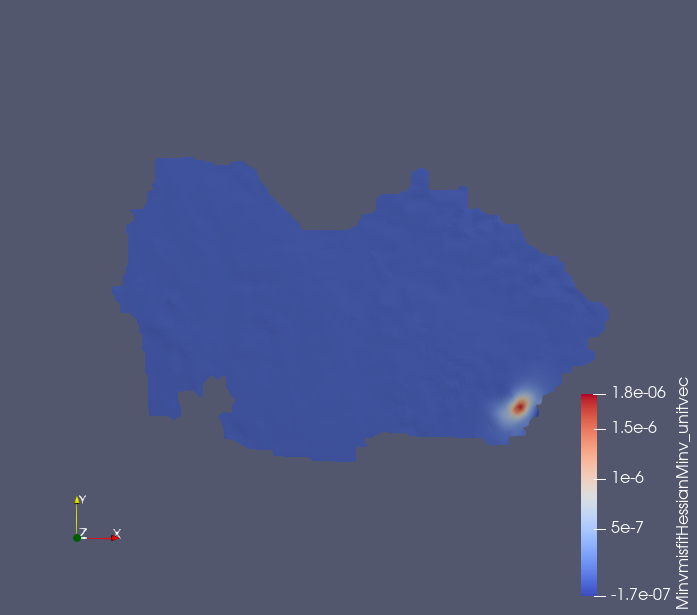 1.8e-06
1.5e-6
1e-6
5e-7
-1.7e-07
MinvmisfitHessianMinv_unitvec
Y
Z
X